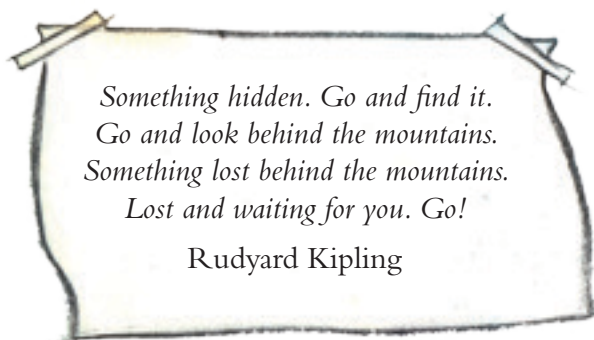 Something hidden. Go and find it.
Go and look behind the mountains.
Something lost behind the mountains.
Lost and waiting for you. Go!
Rudyard Kipling